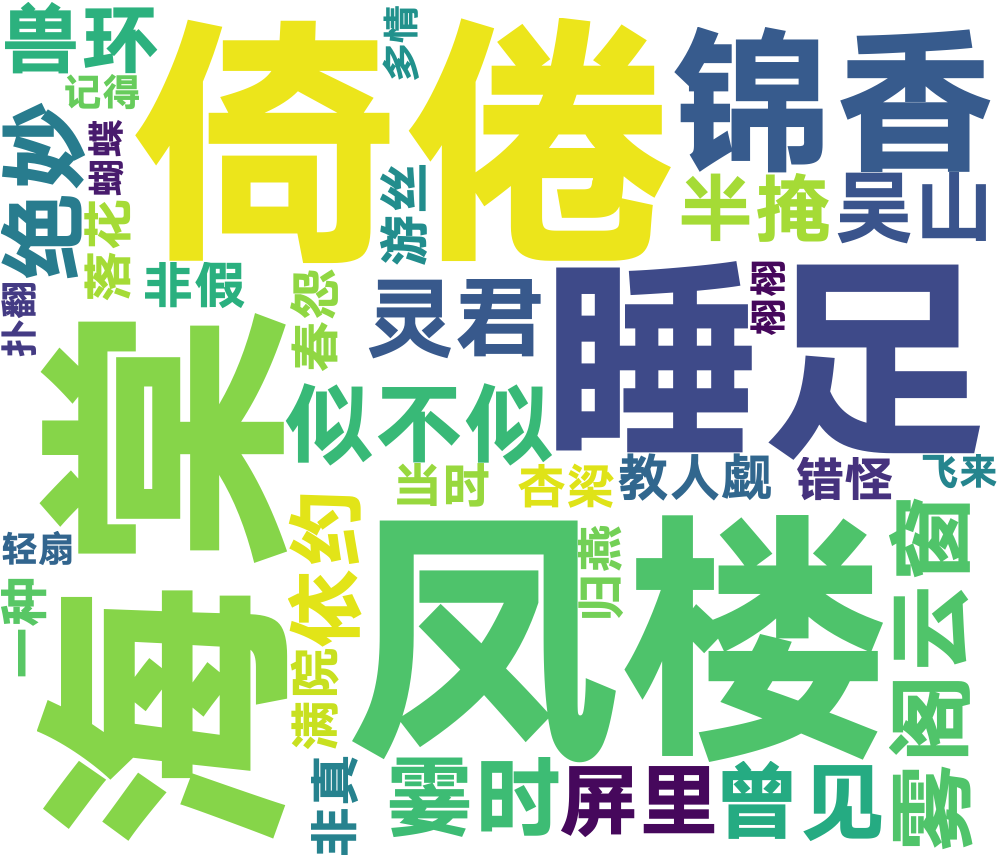 兽环
记得
绝妙
蝴蝶
落花
扑翻
倚倦
多情
游丝
锦香
半掩
吴山
非假
春怨
灵君
睡足
栩栩
海棠
似不似
当时
杏梁
教人觑
错怪
飞来
轻扇
一种
依约
满院
凤楼
归燕
云窗
雾阁
非真
霎时
屏里
曾见